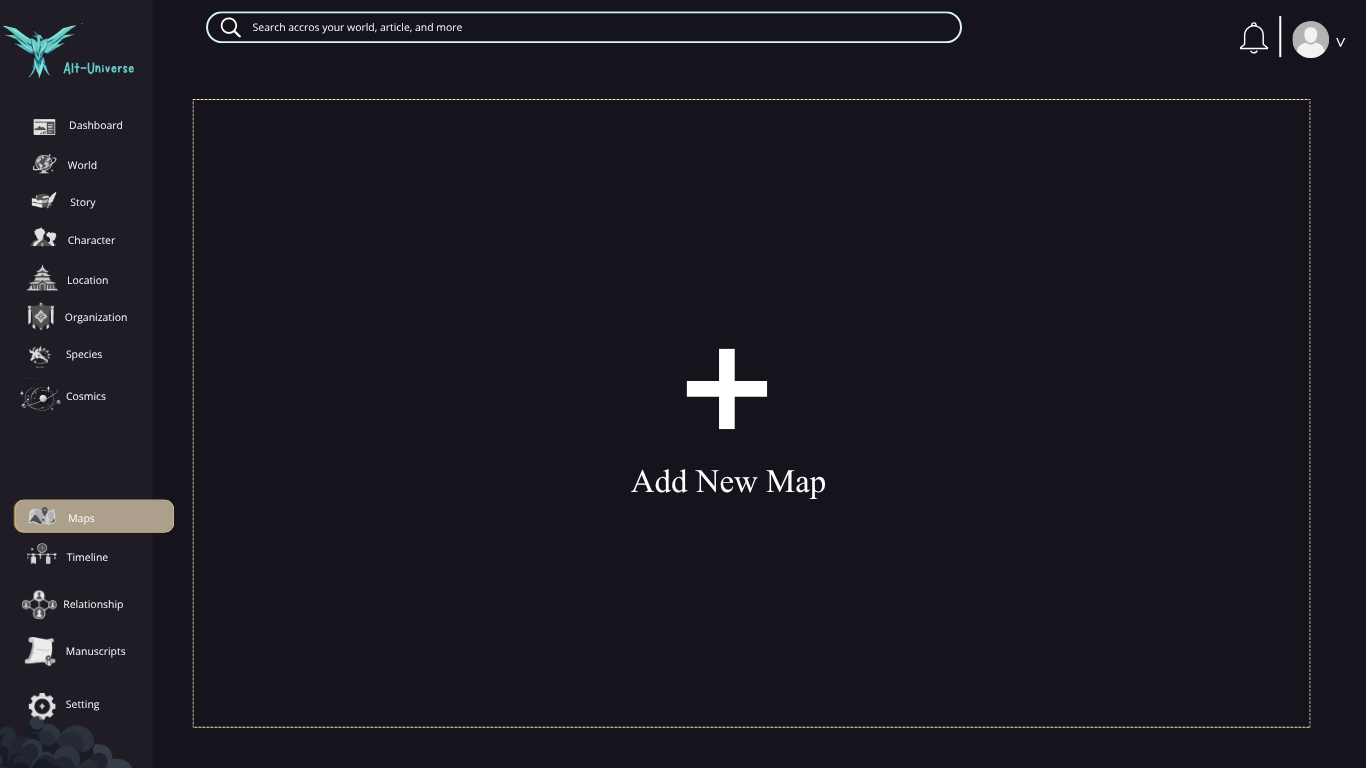 Search accros your world, article, and more
V
Alt-Universe
Dashboard
World
Story
Character
Location
Organization
Species
Cosmics
Maps
Timeline
Relationship
Manuscripts
Setting
Add New Map